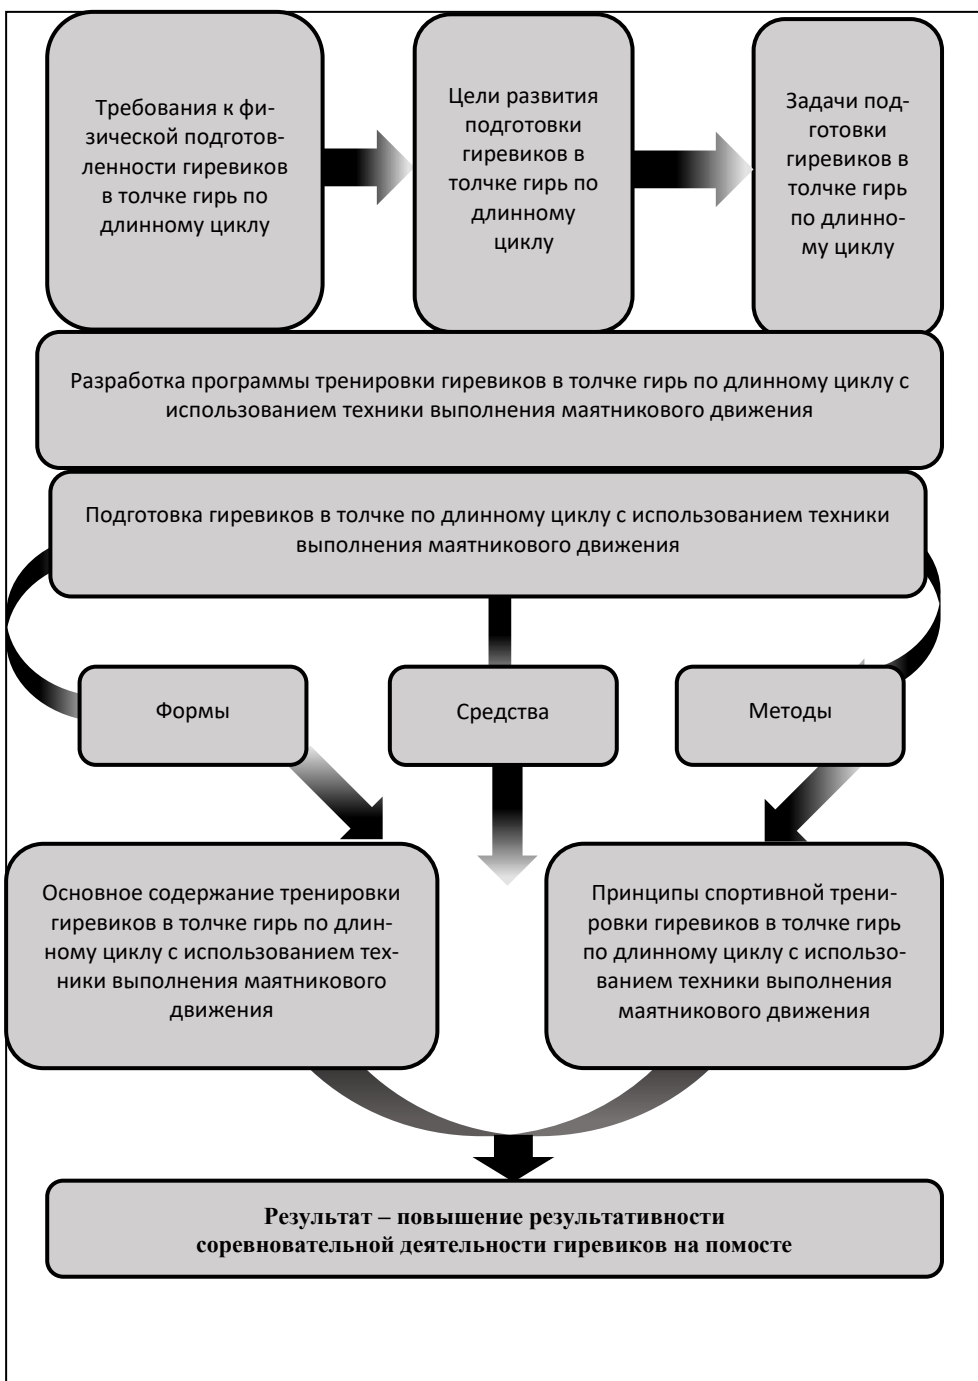 Требования к фи-
зической подготов-
ленности гиревиков
в толчке гирь по
длинному циклу
Цели развития
подготовки
гиревиков в
толчке гирь по
длинному
циклу
Задачи под-
готовки
гиревиков в
толчке гирь
по длинно-
му циклу
Разработка программы тренировки гиревиков в толчке гирь по длинному циклу с
использованием техники выполнения маятникового движения
Подготовка гиревиков в толчке по длинному циклу с использованием техники
выполнения маятникового движения
Формы
Средства
Методы
Основное содержание тренировки
гиревиков в толчке гирь по длин-
ному циклу с использованием тех-
ники выполнения маятникового
движения
Принципы спортивной трени-
ровки гиревиков в толчке гирь
по длинному циклу с использо-
ванием техники выполнения
маятникового движения
Результат – повышение результативности
соревновательной деятельности гиревиков на помосте